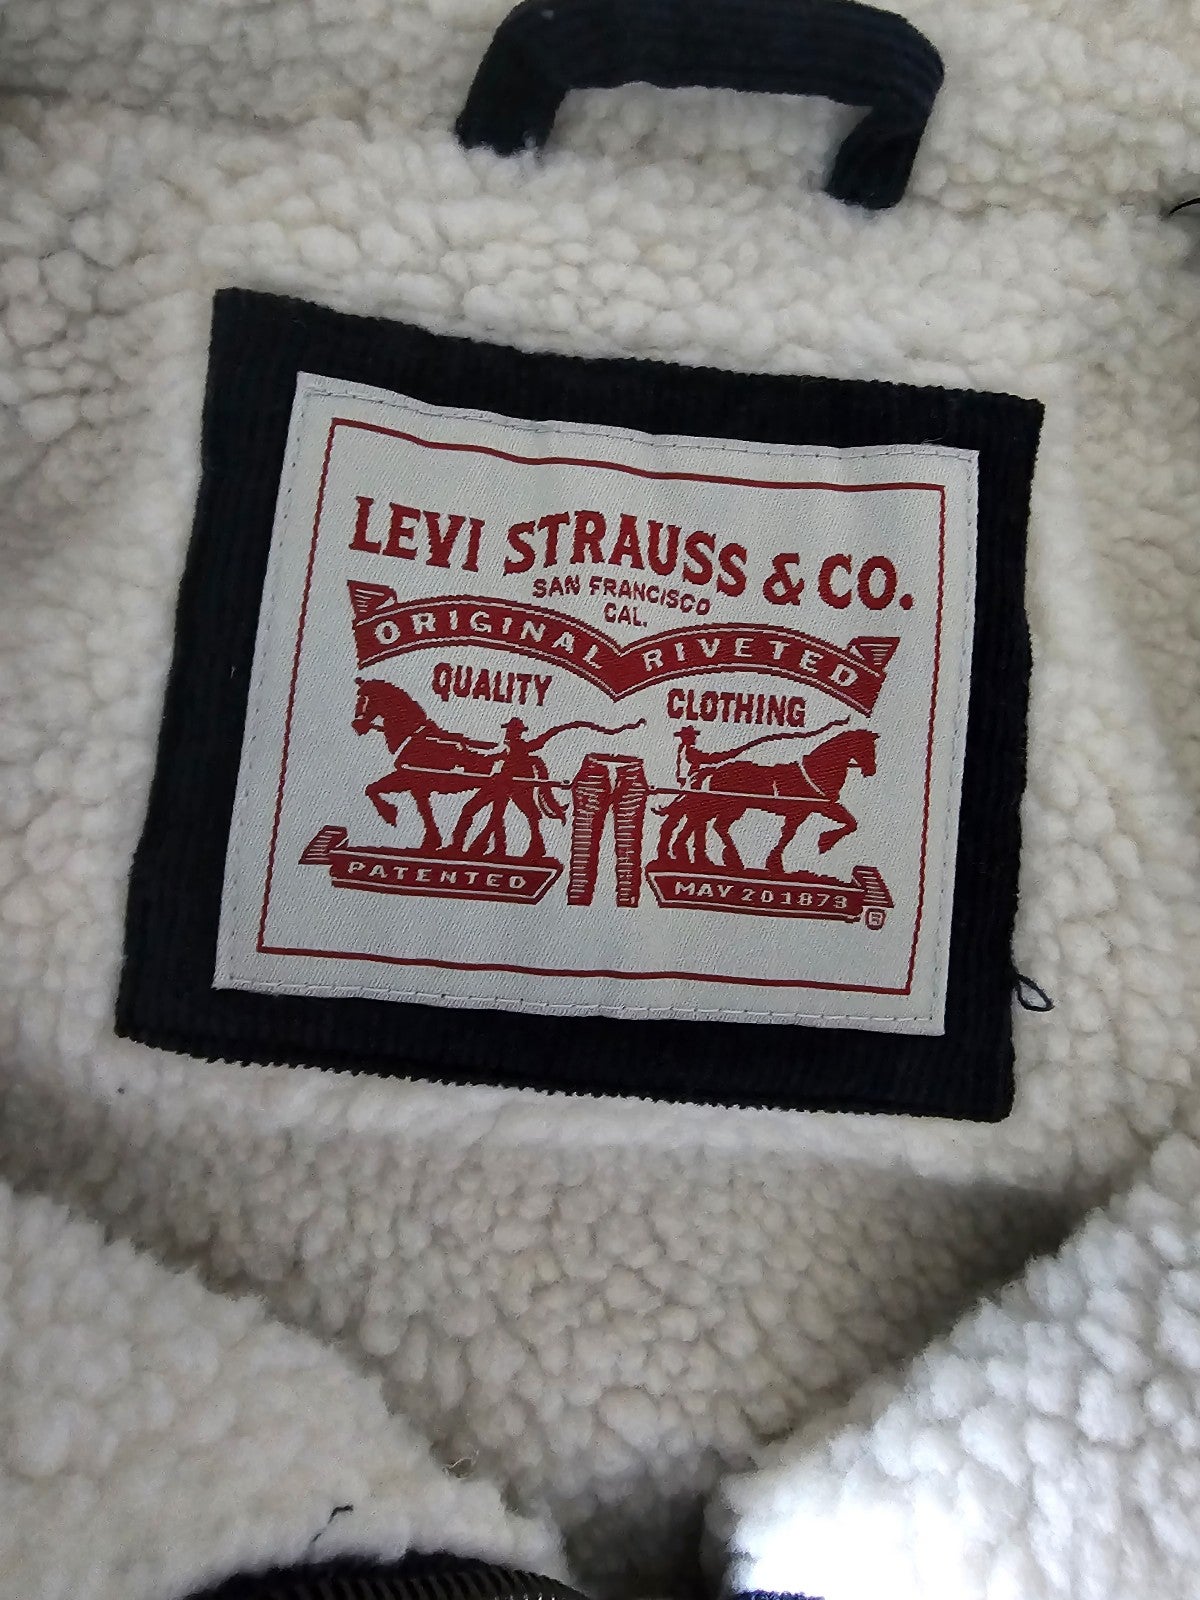 LEVI STRAUSS & CO.
SAN FRANCISCO
CAL.
ORIGINAL RIVETED
QUALITY CLOTHING
PATENTED MAY 20 1873
®